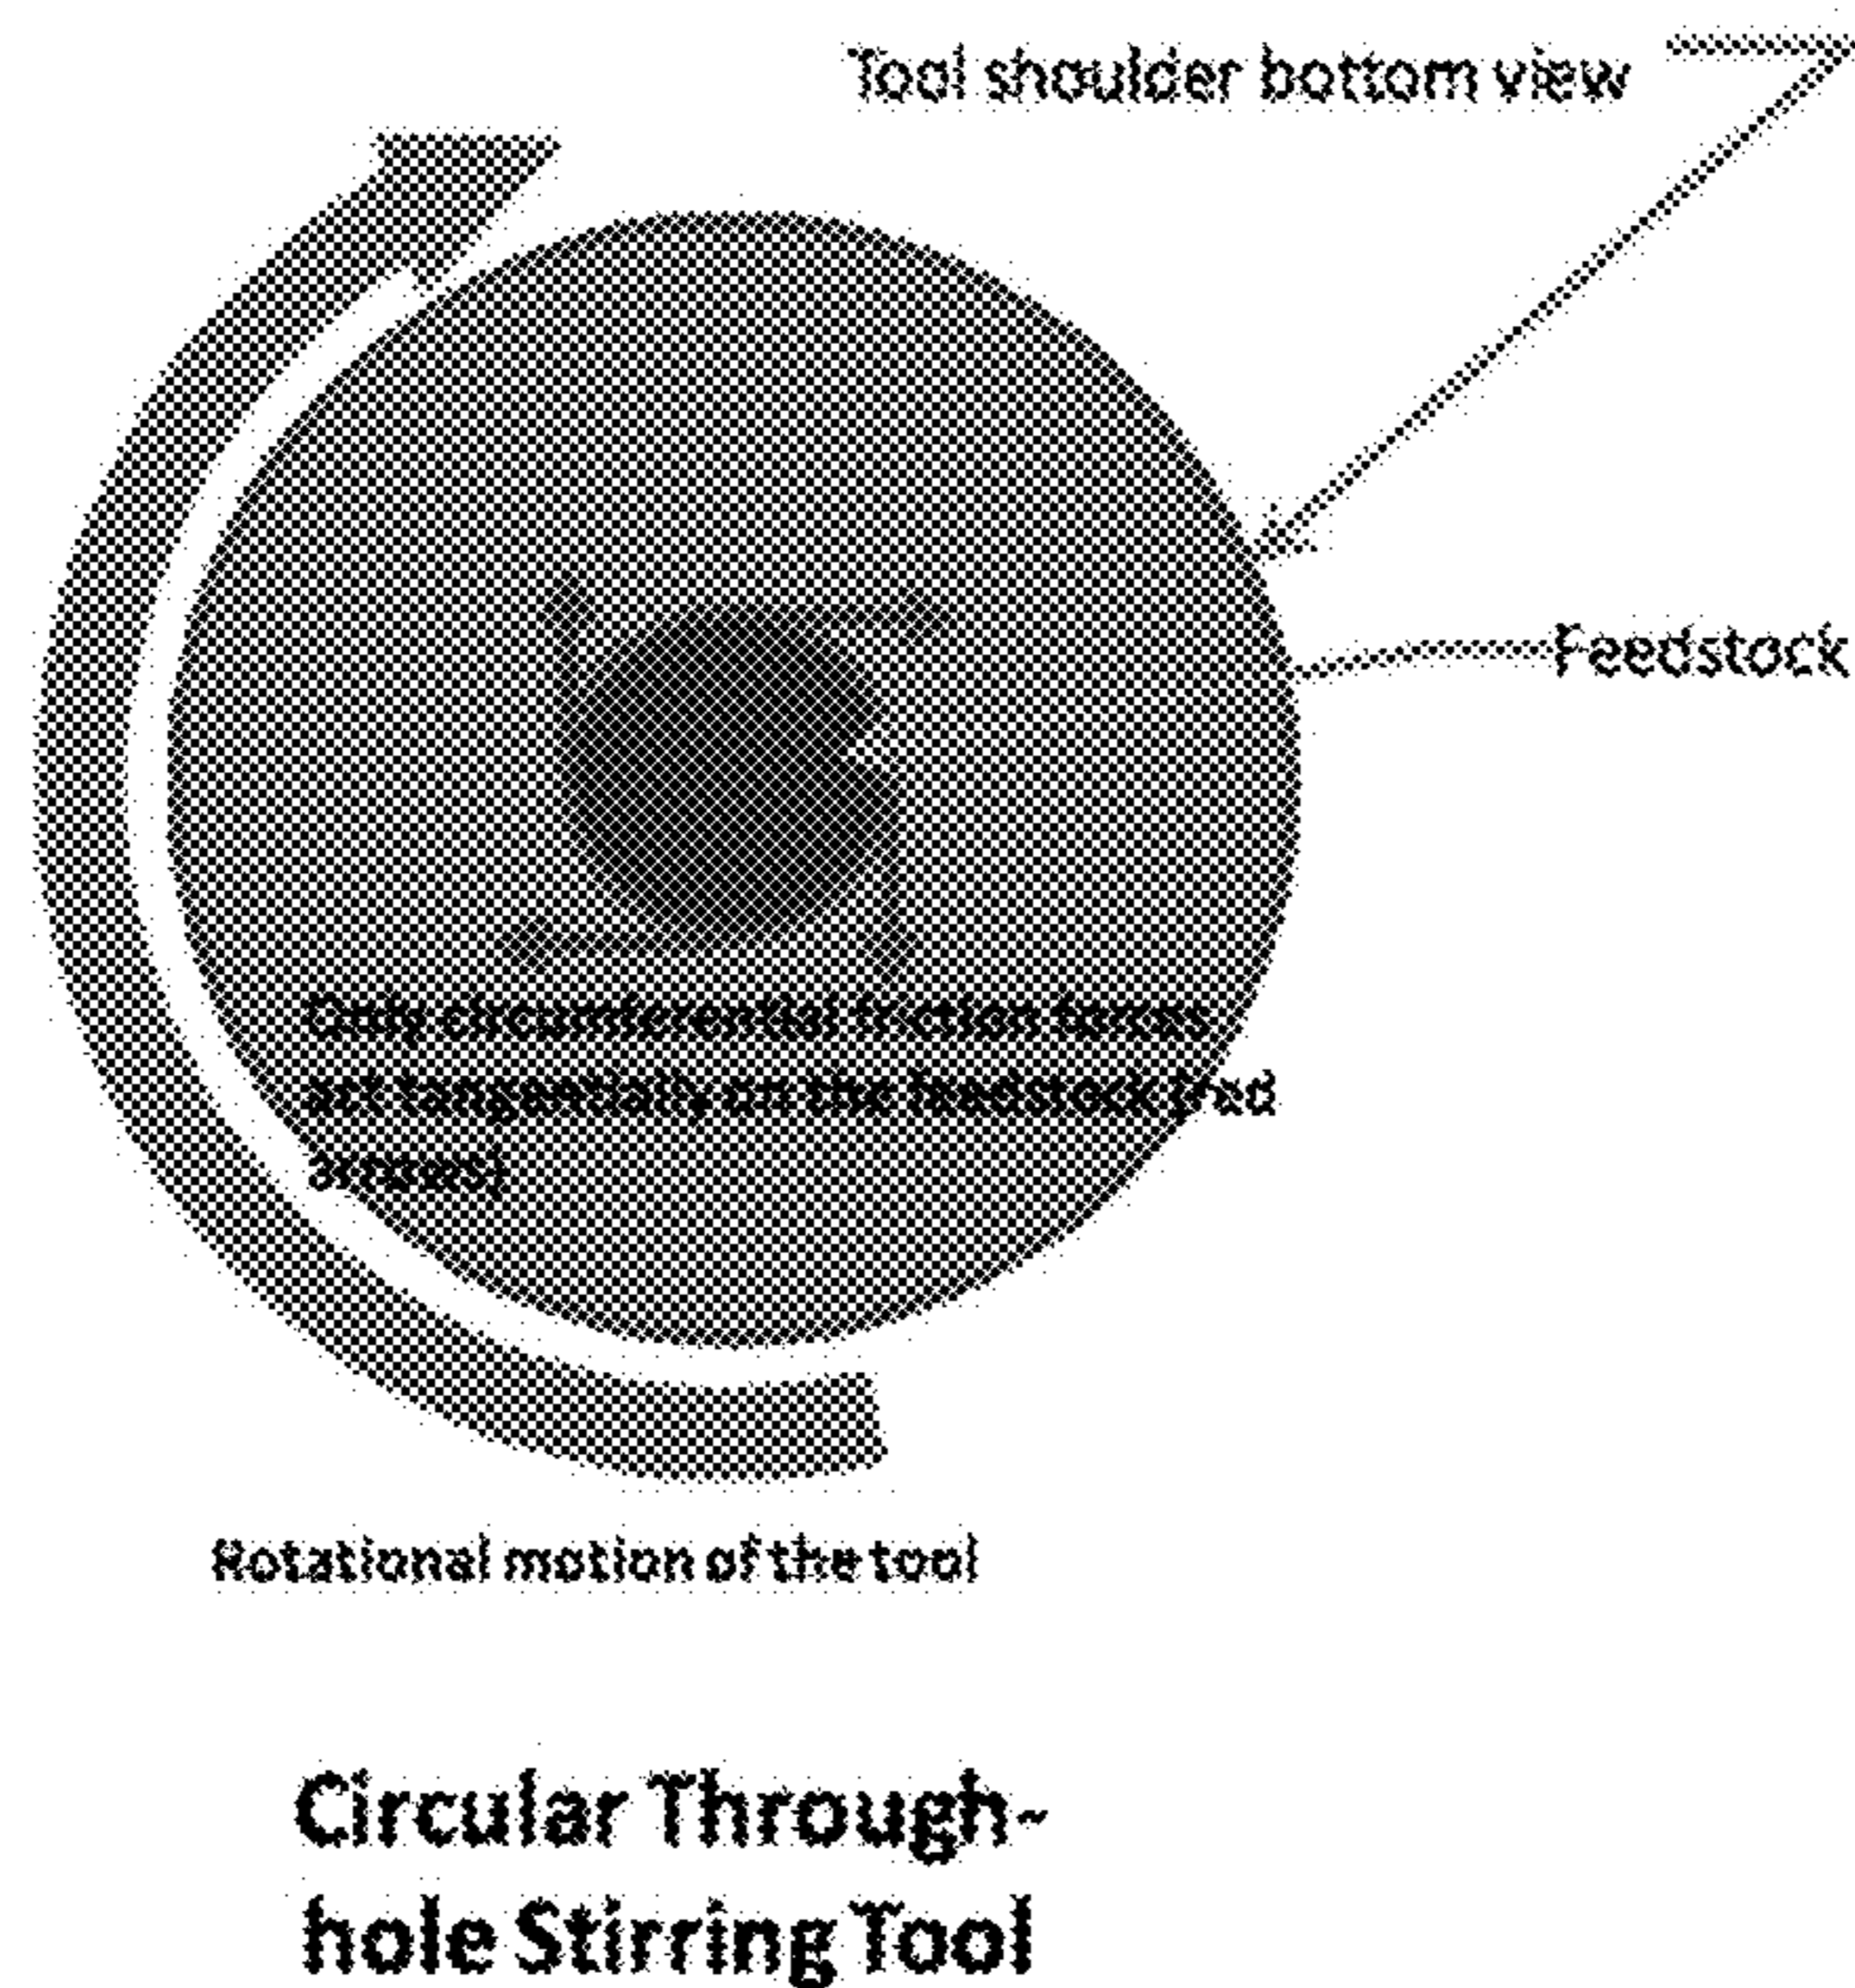 Tool shoulder bottom view
Feedstock
Only circumferential friction forces
act tangentially on the feedstock (red
arrows)
Rotational motion of the tool
Circular Through-
hole Stirring Tool